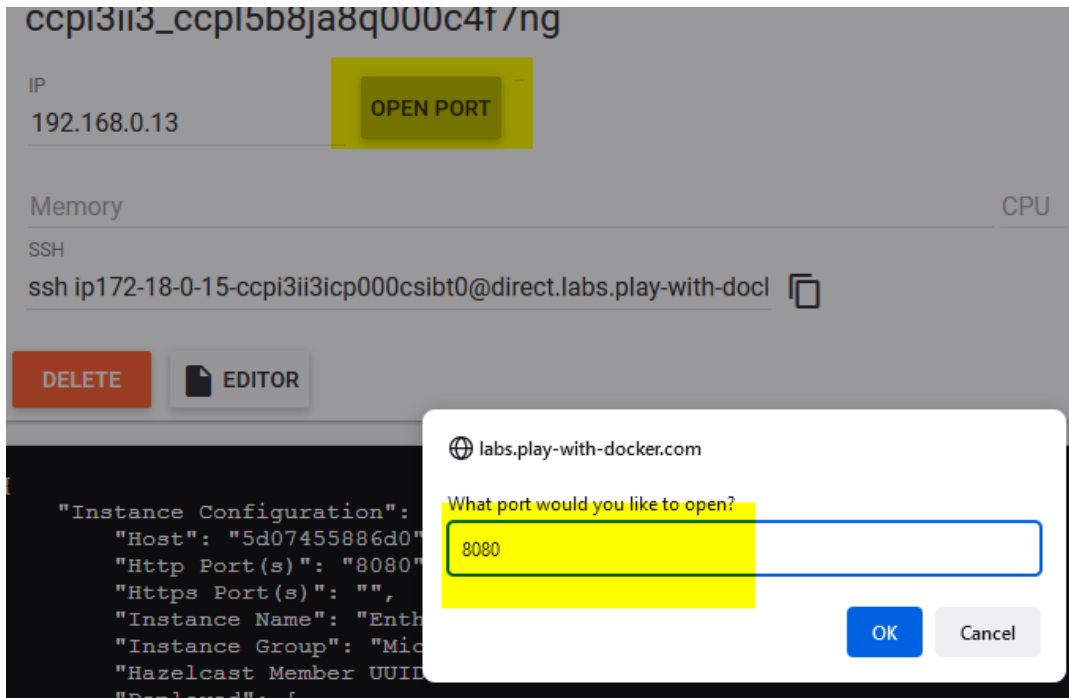 ccpi3ii3_ccpl5b8ja8q000c4f7ng
IP
192.168.0.13
OPEN PORT
Memory
CPU
SSH
ssh ip172-18-0-15-ccpi3ii3icp000csibt0@direct.labs.play-with-docl
DELETE
EDITOR
labs.play-with-docker.com
What port would you like to open?
8080
OK
Cancel
"Instance Configuration":
"Host": "5d07455886d0"
"Http Port(s)": "8080"
"Https Port(s)": "",
"Instance Name": "Enth
"Instance Group": "Mic
"Hazelcast Member UUID
"Deployed": [